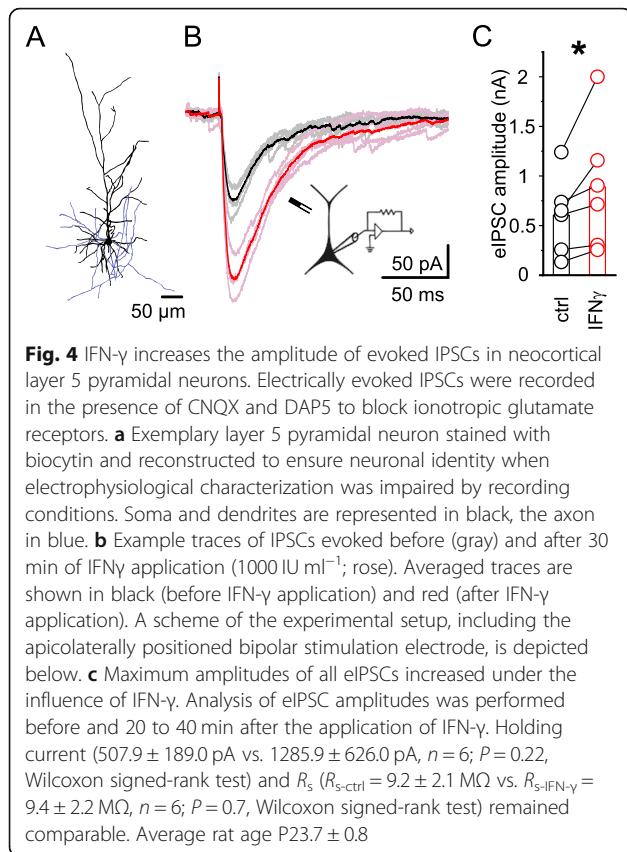 A
B
C
*
eIPSC amplitude (nA)
2
1.5
1
0.5
0
ctrl
IFNγ
50 µm
50 pA
50 ms
Fig. 4 IFN-γ increases the amplitude of evoked IPSCs in neocortical
layer 5 pyramidal neurons. Electrically evoked IPSCs were recorded
in the presence of CNQX and DAP5 to block ionotropic glutamate
receptors. a Exemplary layer 5 pyramidal neuron stained with
biocytin and reconstructed to ensure neuronal identity when
electrophysiological characterization was impaired by recording
conditions. Soma and dendrites are represented in black, the axon
in blue. b Example traces of IPSCs evoked before (gray) and after 30
min of IFNγ application (1000 IU ml⁻¹; rose). Averaged traces are
shown in black (before IFN-γ application) and red (after IFN-γ
application). A scheme of the experimental setup, including the
apicolaterally positioned bipolar stimulation electrode, is depicted
below. c Maximum amplitudes of all eIPSCs increased under the
influence of IFN-γ. Analysis of eIPSC amplitudes was performed
before and 20 to 40 min after the application of IFN-γ. Holding
current (507.9 ± 189.0 pA vs. 1285.9 ± 626.0 pA, n = 6; P = 0.22,
Wilcoxon signed-rank test) and Rs (Rs-ctrl = 9.2 ± 2.1 MΩ vs. Rs-IFN-γ =
9.4 ± 2.2 MΩ, n = 6; P = 0.7, Wilcoxon signed-rank test) remained
comparable. Average rat age P23.7 ± 0.8